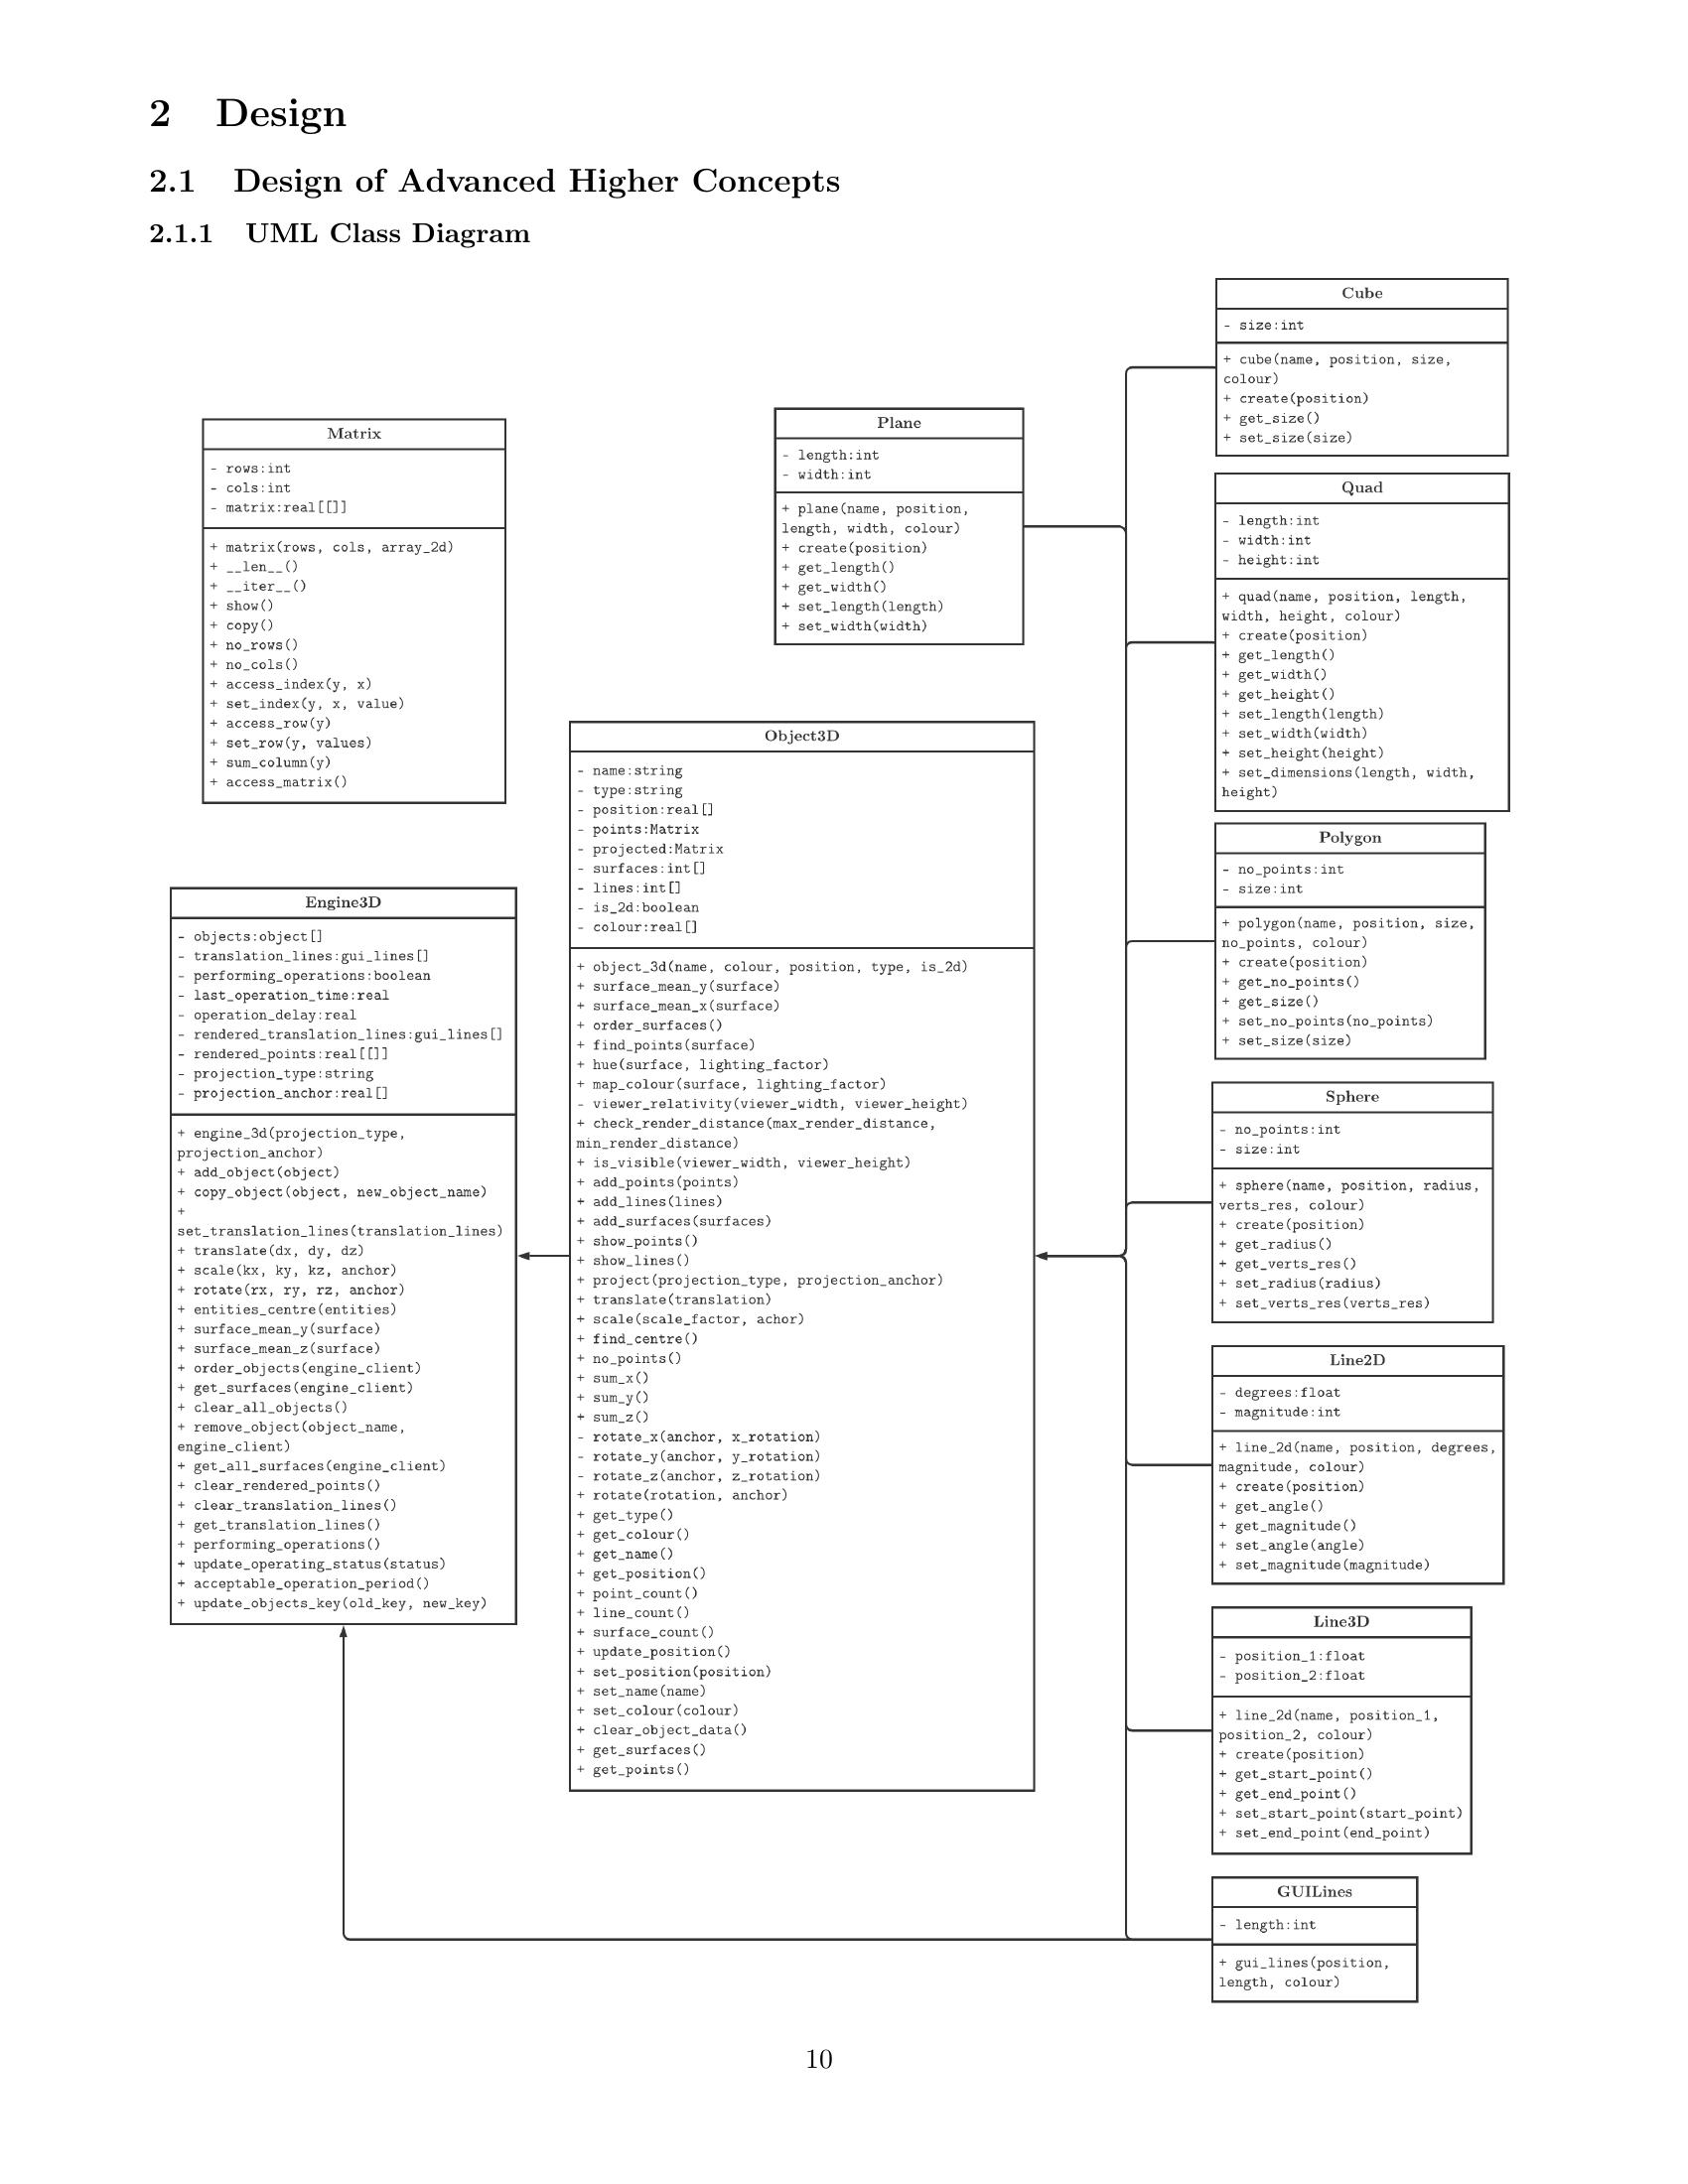 2 Design
2.1 Design of Advanced Higher Concepts
2.1.1 UML Class Diagram
Matrix
- rows:int
- cols:int
- matrix:real[[]]
+ matrix(rows, cols, array_2d)
+ __len__()
+ __iter__()
+ show()
+ copy()
+ no_rows()
+ no_cols()
+ access_index(y, x)
+ set_index(y, x, value)
+ access_row(y)
+ set_row(y, values)
+ sum_column(y)
+ access_matrix()
Engine3D
- objects:object[]
- translation_lines:gui_lines[]
- performing_operations:boolean
- last_operation_time:real
- operation_delay:real
- rendered_translation_lines:gui_lines[]
- rendered_points:real[[]]
- projection_type:string
- projection_anchor:real[]
+ engine_3d(projection_type,
projection_anchor)
+ add_object(object)
+ copy_object(object, new_object_name)
+
set_translation_lines(translation_lines)
+ translate(dx, dy, dz)
+ scale(kx, ky, kz, anchor)
+ rotate(rx, ry, rz, anchor)
+ entities_centre(entities)
+ surface_mean_y(surface)
+ surface_mean_z(surface)
+ order_objects(engine_client)
+ get_surfaces(engine_client)
+ clear_all_objects()
+ remove_object(object_name,
engine_client)
+ get_all_surfaces(engine_client)
+ clear_rendered_points()
+ clear_translation_lines()
+ get_translation_lines()
+ performing_operations()
+ update_operating_status(status)
+ acceptable_operation_period()
+ update_objects_key(old_key, new_key)
Plane
- length:int
- width:int
+ plane(name, position,
length, width, colour)
+ create(position)
+ get_length()
+ get_width()
+ set_length(length)
+ set_width(width)
Object3D
- name:string
- type:string
- position:real[]
- points:Matrix
- projected:Matrix
- surfaces:int[]
- lines:int[]
- is_2d:boolean
- colour:real[]
+ object_3d(name, colour, position, type, is_2d)
+ surface_mean_y(surface)
+ surface_mean_x(surface)
+ order_surfaces()
+ find_points(surface)
+ hue(surface, lighting_factor)
+ map_colour(surface, lighting_factor)
- viewer_relativity(viewer_width, viewer_height)
+ check_render_distance(max_render_distance,
min_render_distance)
+ is_visible(viewer_width, viewer_height)
+ add_points(points)
+ add_lines(lines)
+ add_surfaces(surfaces)
+ show_points()
+ show_lines()
+ project(projection_type, projection_anchor)
+ translate(translation)
+ scale(scale_factor, achor)
+ find_centre()
+ no_points()
+ sum_x()
+ sum_y()
+ sum_z()
- rotate_x(anchor, x_rotation)
- rotate_y(anchor, y_rotation)
- rotate_z(anchor, z_rotation)
+ rotate(rotation, anchor)
+ get_type()
+ get_colour()
+ get_name()
+ get_position()
+ point_count()
+ line_count()
+ surface_count()
+ update_position()
+ set_position(position)
+ set_name(name)
+ set_colour(colour)
+ clear_object_data()
+ get_surfaces()
+ get_points()
Cube
- size:int
+ cube(name, position, size,
colour)
+ create(position)
+ get_size()
+ set_size(size)
Quad
- length:int
- width:int
- height:int
+ quad(name, position, length,
width, height, colour)
+ create(position)
+ get_length()
+ get_width()
+ get_height()
+ set_length(length)
+ set_width(width)
+ set_height(height)
+ set_dimensions(length, width,
height)
Polygon
- no_points:int
- size:int
+ polygon(name, position, size,
no_points, colour)
+ create(position)
+ get_no_points()
+ get_size()
+ set_no_points(no_points)
+ set_size(size)
Sphere
- no_points:int
- size:int
+ sphere(name, position, radius,
verts_res, colour)
+ create(position)
+ get_radius()
+ get_verts_res()
+ set_radius(radius)
+ set_verts_res(verts_res)
Line2D
- degrees:float
- magnitude:int
+ line_2d(name, position, degrees,
magnitude, colour)
+ create(position)
+ get_angle()
+ get_magnitude()
+ set_angle(angle)
+ set_magnitude(magnitude)
Line3D
- position_1:float
- position_2:float
+ line_2d(name, position_1,
position_2, colour)
+ create(position)
+ get_start_point()
+ get_end_point()
+ set_start_point(start_point)
+ set_end_point(end_point)
GUILines
- length:int
+ gui_lines(position,
length, colour)
10